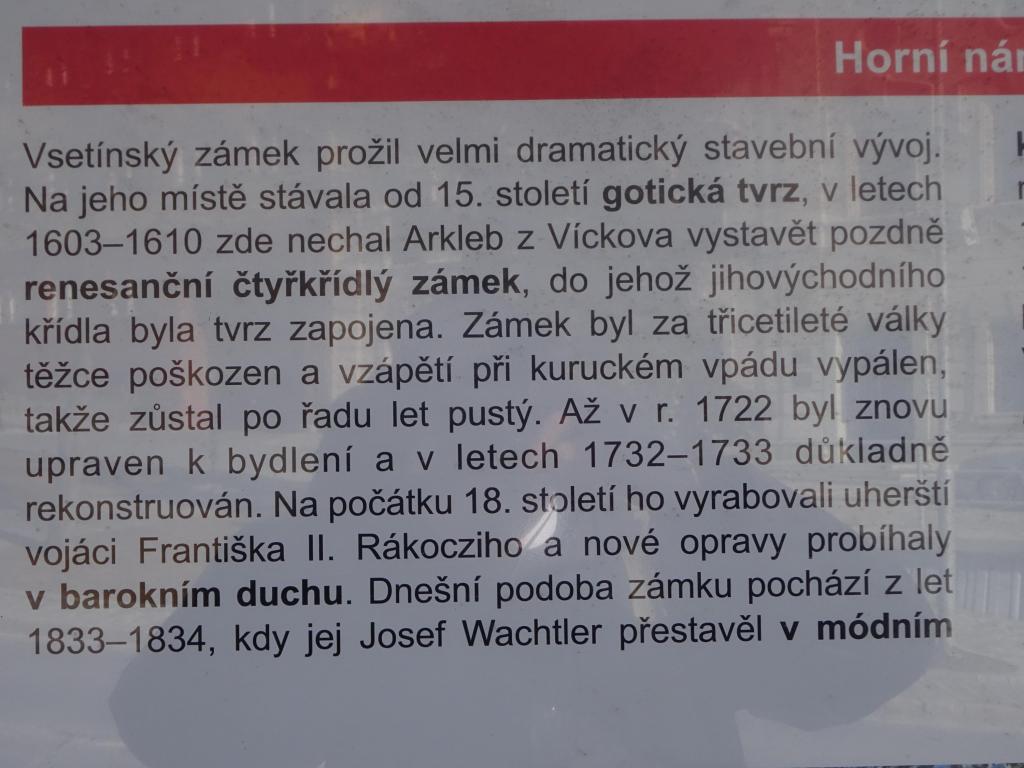 Horní
Vsetínský zámek prožil velmi dramatický stavební vývoj.
Na jeho místě stávala od 15. století gotická tvrz, v letech
1603–1610 zde nechal Arkleb z Víckova vystavět pozdně
renesanční čtyřkřídlý zámek, do jehož jihovýchodního
křídla byla tvrz zapojena. Zámek byl za třicetileté války
těžce poškozen a vzápětí při kuruckém vpádu vypálen,
takže zůstal po řadu let pustý. Až v r. 1722 byl znovu
upraven k bydlení a v letech 1732–1733 důkladně
rekonstruován. Na počátku 18. století ho vyrabovali uherští
vojáci Františka II. Rákocziho a nové opravy probíhaly
v barokním duchu. Dnešní podoba zámku pochází z let
1833–1834, kdy jej Josef Wachtler přestavěl v módním